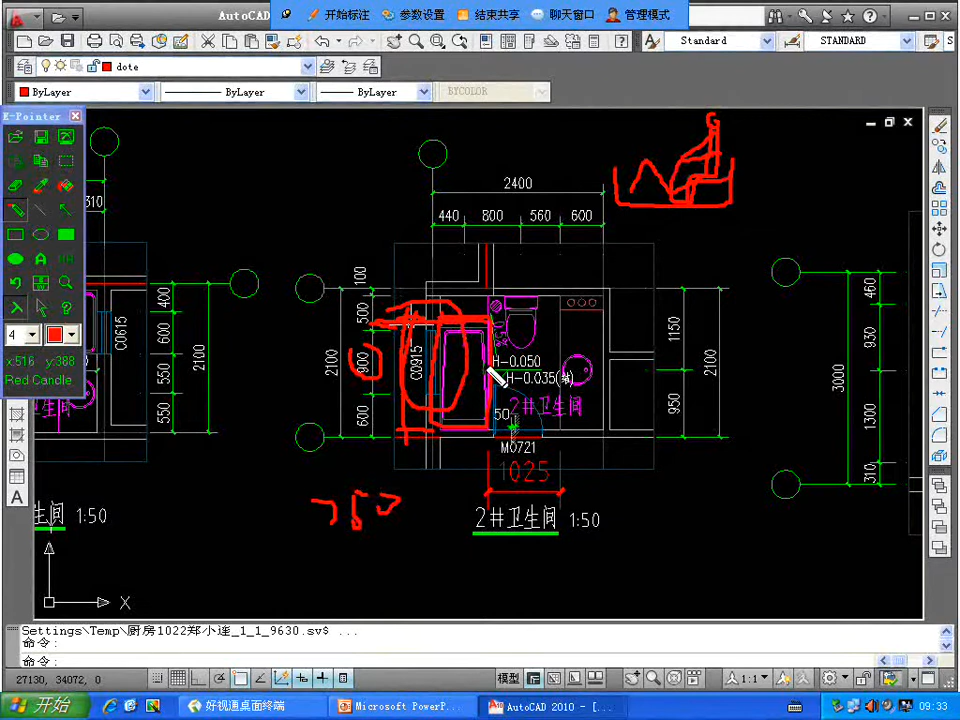 AutoCAD
开始标注
参数设置
结束共享
聊天窗口
管理模式
Standard
STANDARD
S
dote
ByLayer
ByLayer
ByLayer
BYCOLOR
E-Pointer
4
x:516 y:388
Red Candle
310
400
600
550
550
2100
C0615
2400
440 800 560 600
100
500
900
600
2100
C0915
H-0.050
H-0.035
50
2#卫生间
M0721
1025
1150
950
2100
3000
460
930
1300
310
750
生间 1:50
2#卫生间 1:50
X
Settings\Temp\厨房1022郑小逢_1_1_9630.sv$ ...
命令:
命令:
27130, 34072, 0
模型
1:1
开始
好视通桌面终端
Microsoft PowerP...
AutoCAD 2010 - [...
09:33